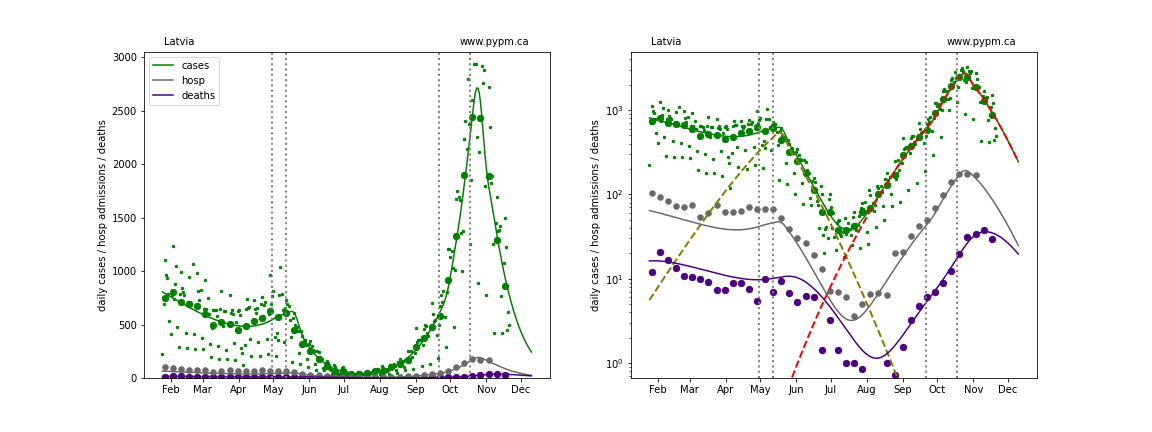 Latvia www.pypm.ca
daily cases / hosp admissions / deaths
3000
2500
2000
1500
1000
500
0
cases
hosp
deaths
Feb Mar Apr May Jun Jul Aug Sep Oct Nov Dec
Latvia www.pypm.ca
daily cases / hosp admissions / deaths
10³
10²
10¹
10⁰
Feb Mar Apr May Jun Jul Aug Sep Oct Nov Dec